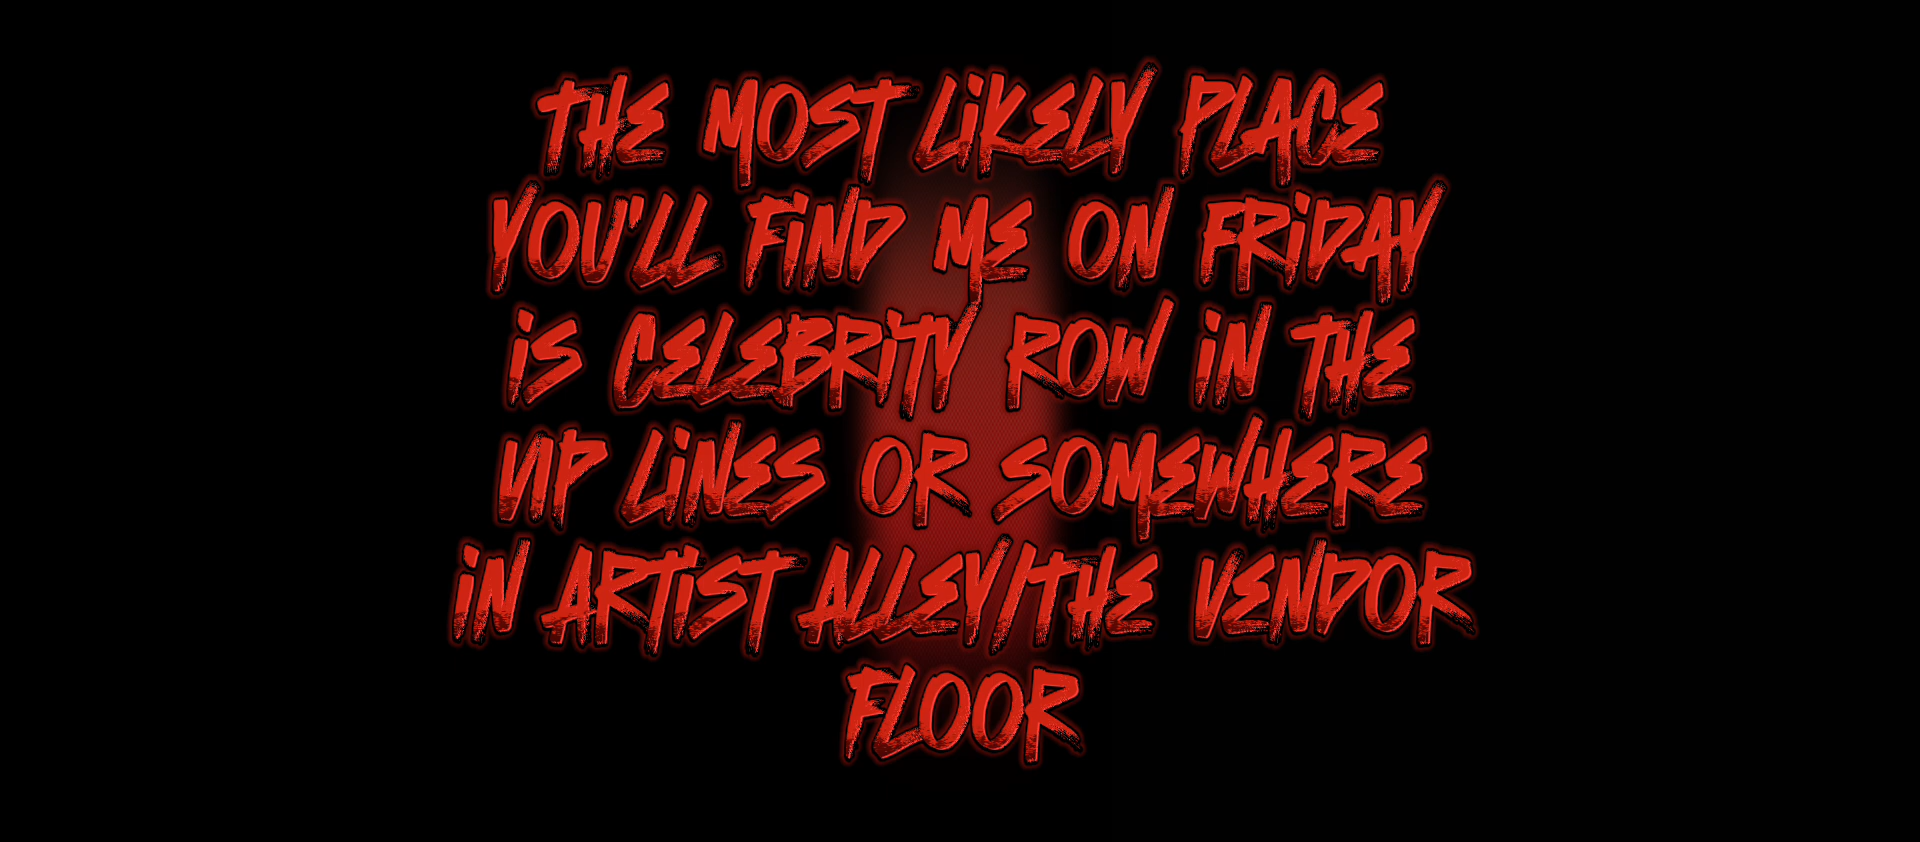 THE MOST LiKELY PLACE
YOU'LL FiND ME ON FRiDAY
iS CELEBRiTY ROW iN THE
VIP LiNES OR SOMEWHERE
iN ARTiST ALLEY/THE VENDOR
FLOOR